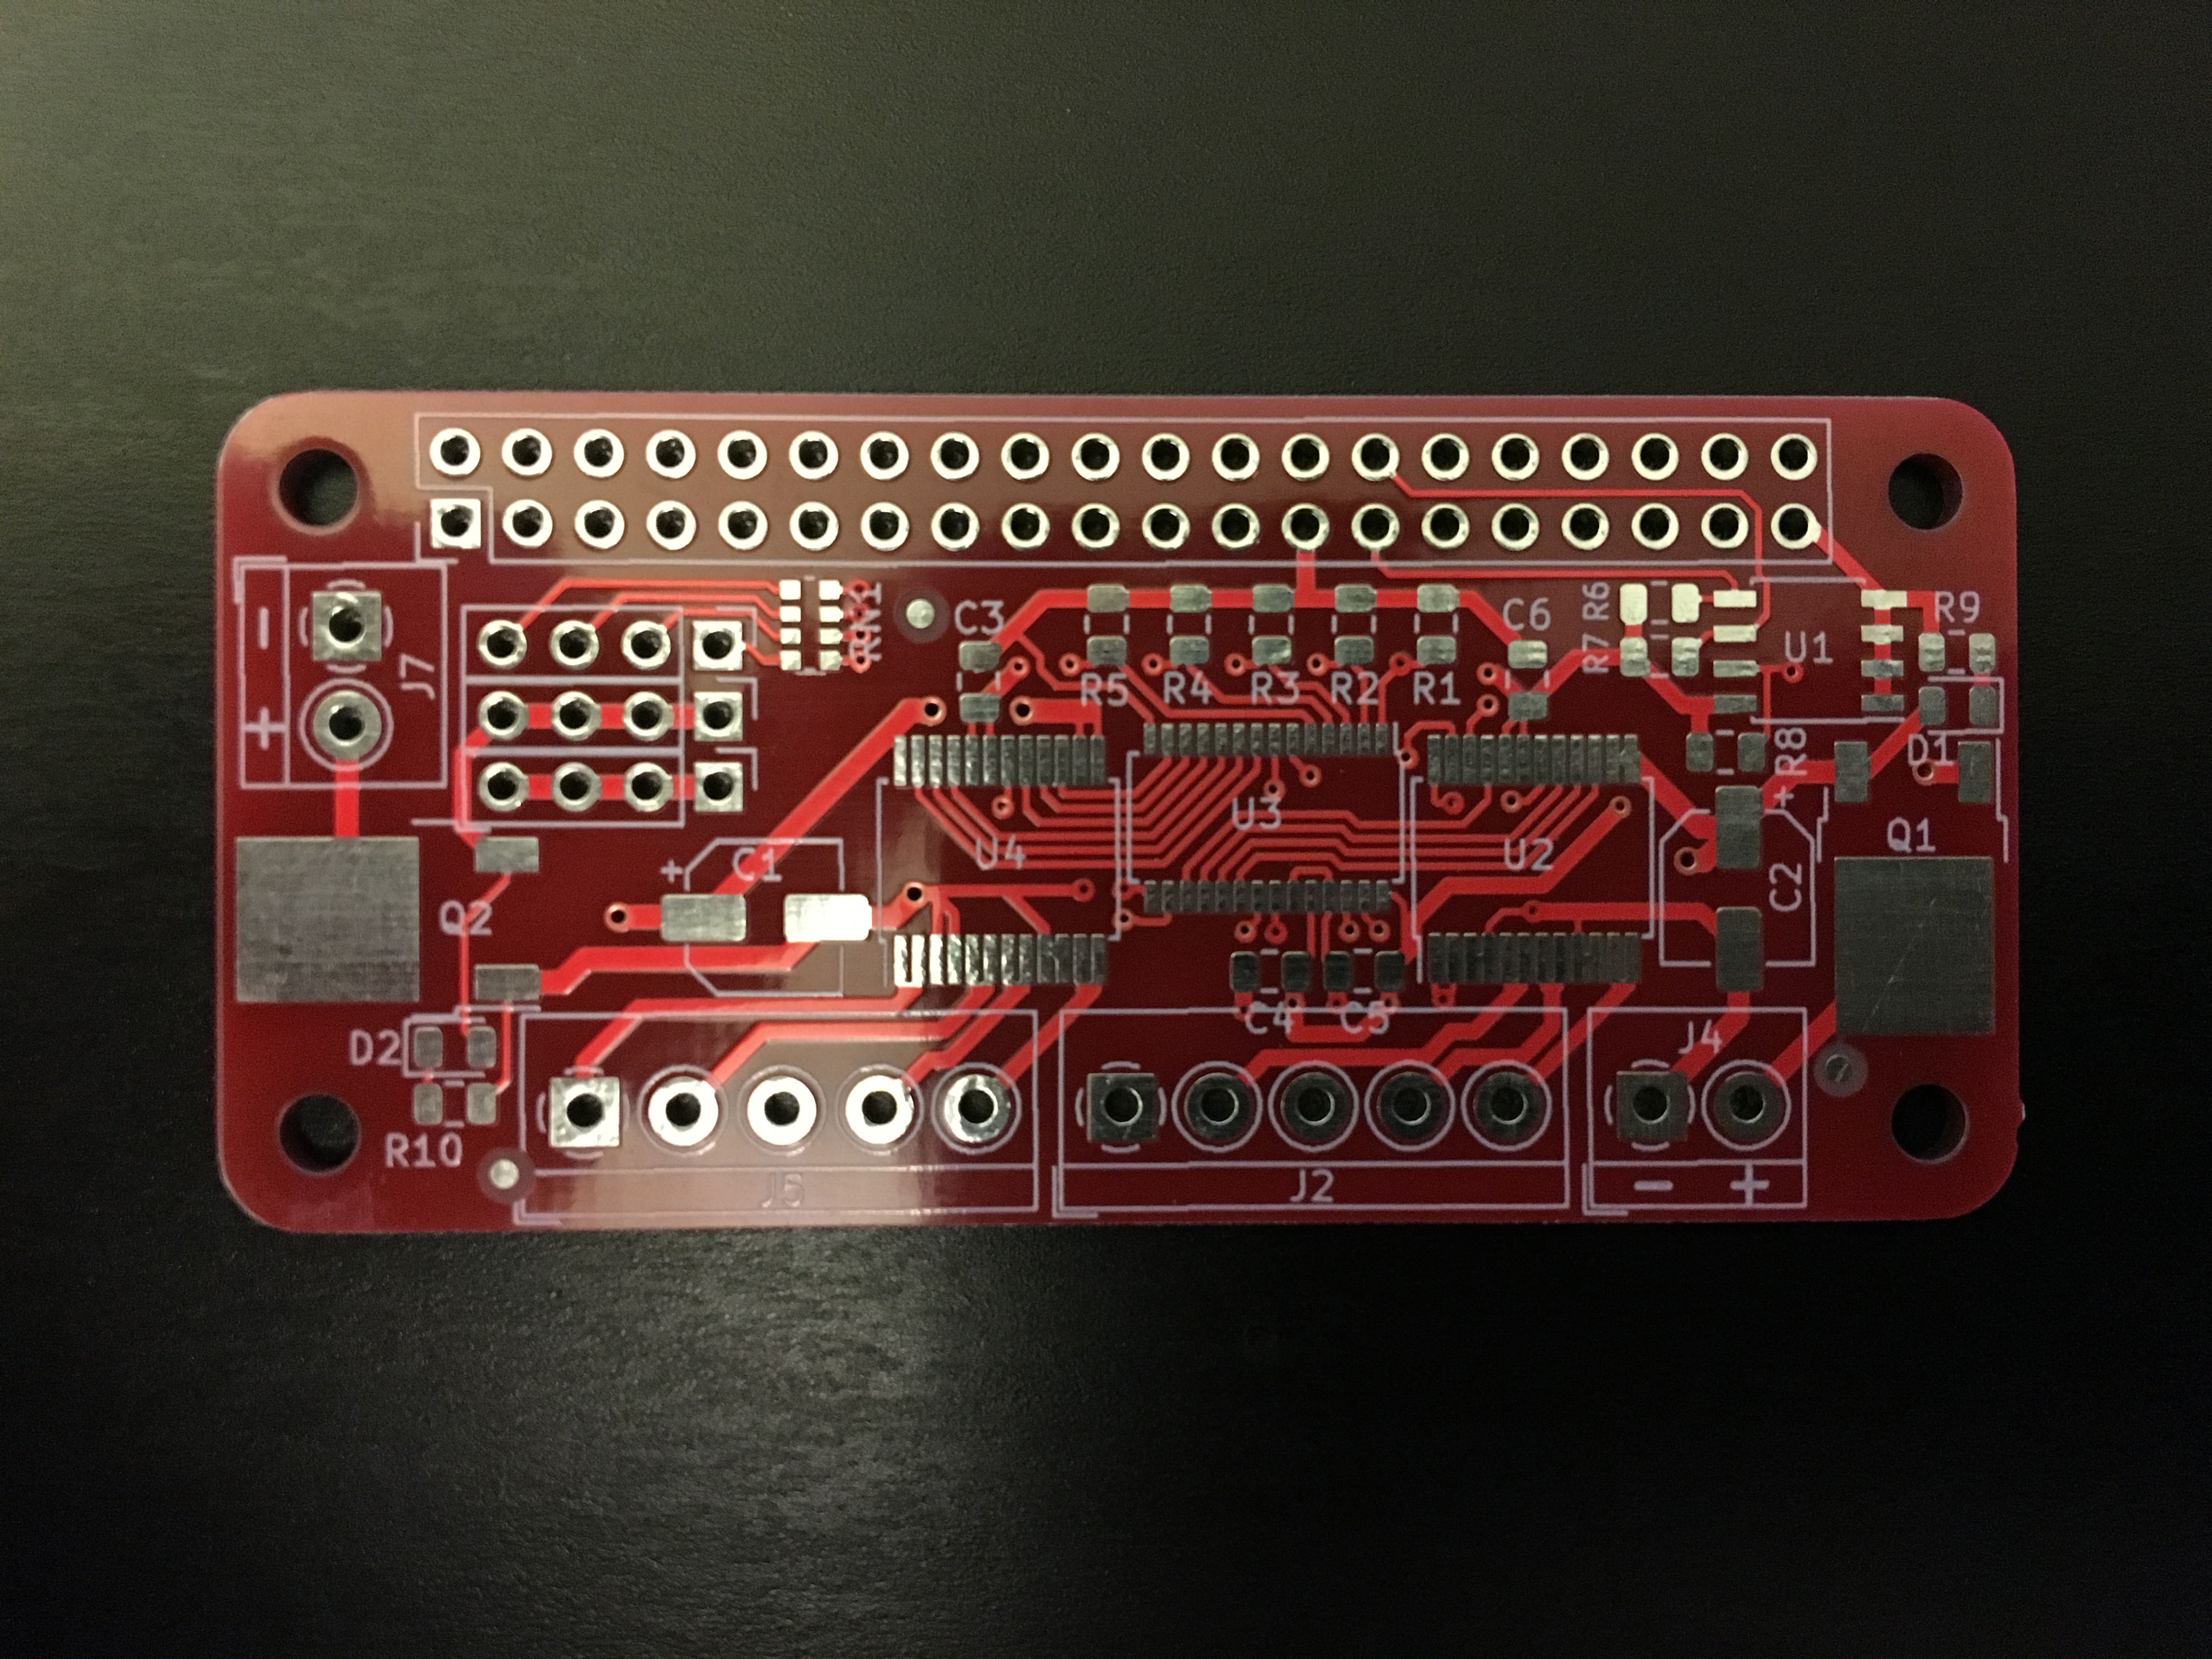 + -
J7
D2
R10
Q2
+
C1
J5
RN1
U4
C3
R5
R4
U3
R3
C4
J2
R2
C5
R1
U2
C6
R7 R6
-
J4
+
C2
+
R8
U1
Q1
D1
R9